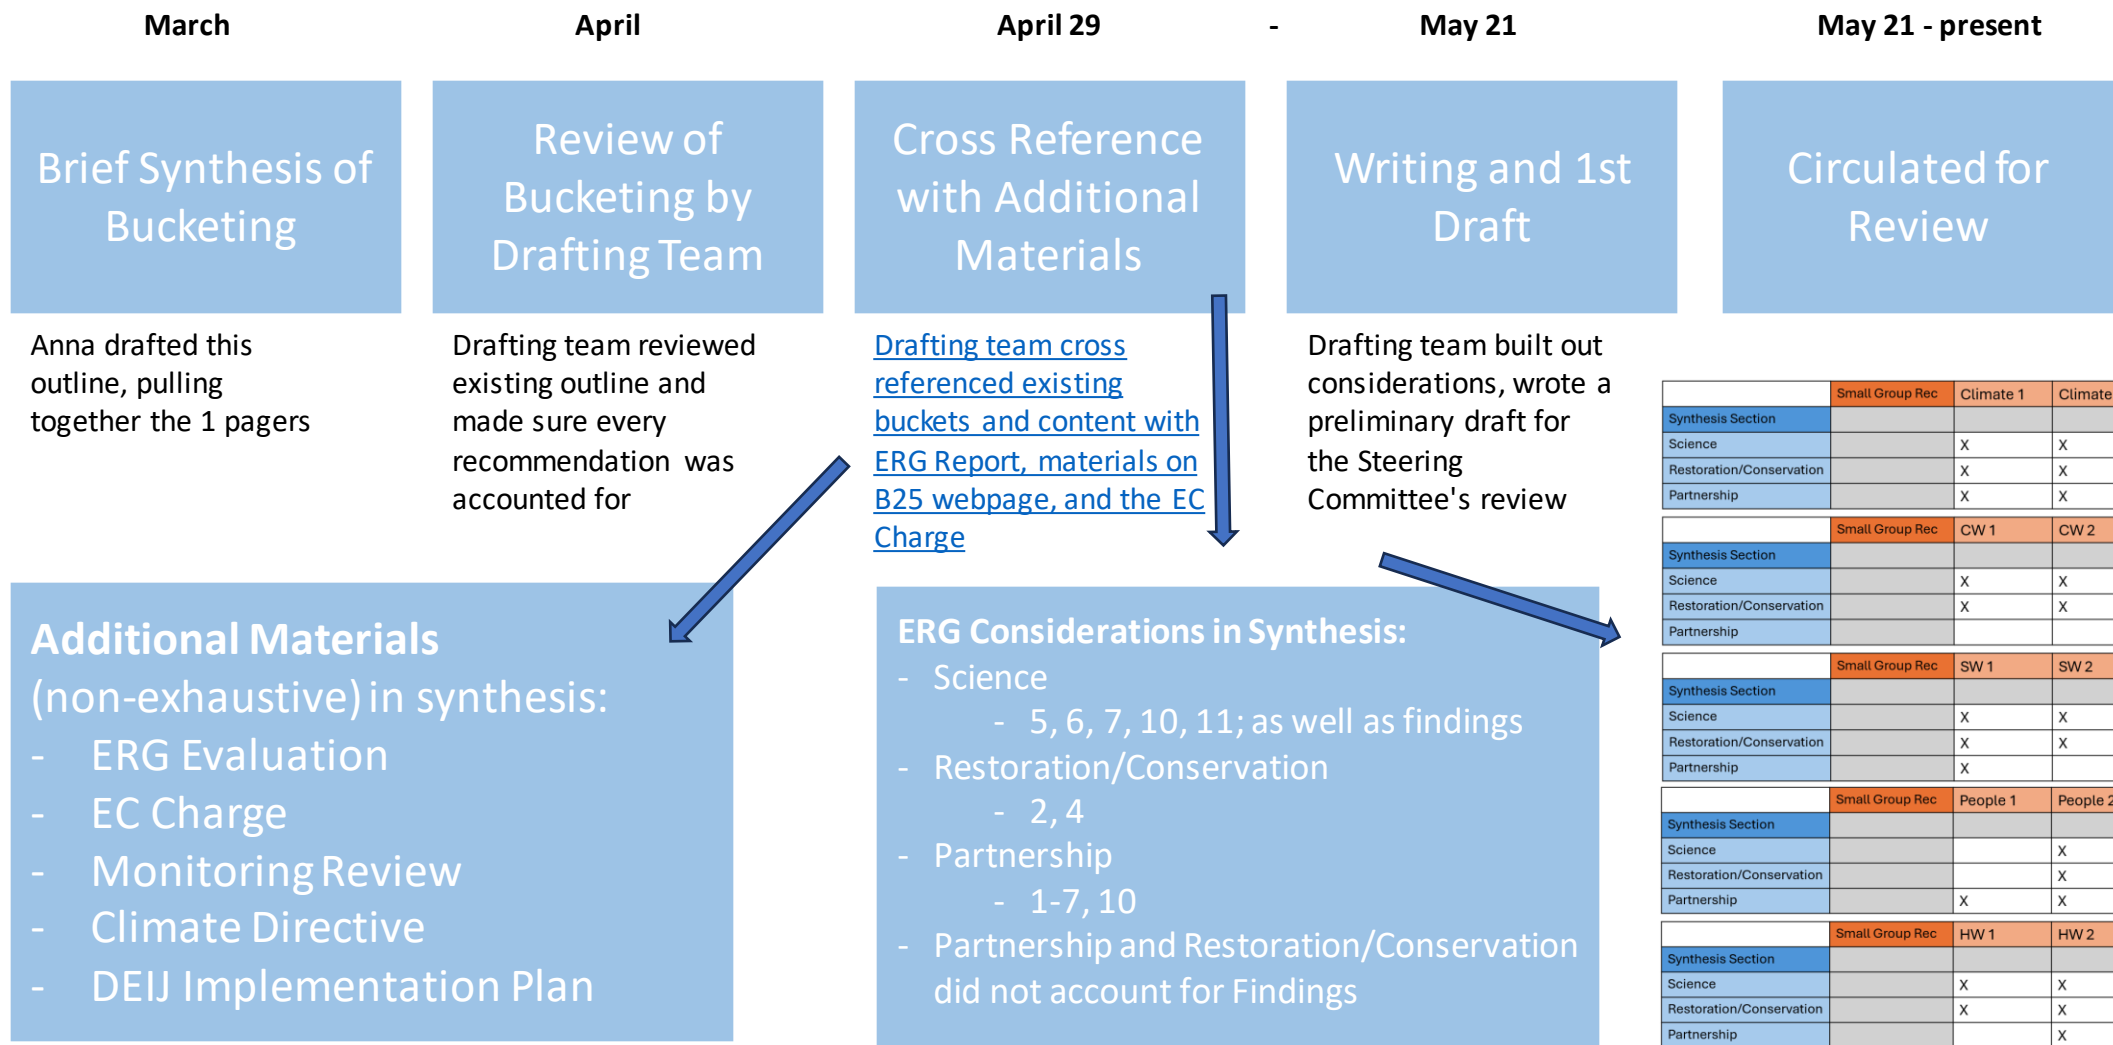 March
April
April 29 - May 21
May 21 - present
Brief Synthesis of
Bucketing
Review of
Bucketing by
Drafting Team
Cross Reference
with Additional
Materials
Writing and 1st
Draft
Circulated for
Review
Anna drafted this
outline, pulling
together the 1 pagers
Drafting team reviewed
existing outline and
made sure every
recommendation was
accounted for
Drafting team cross
referenced existing
buckets and content with
ERG Report, materials on
B25 webpage, and the EC
Charge
Drafting team built out
considerations, wrote a
preliminary draft for
the Steering
Committee's review
Additional Materials
(non-exhaustive) in synthesis:
- ERG Evaluation
- EC Charge
- Monitoring Review
- Climate Directive
- DEIJ Implementation Plan
ERG Considerations in Synthesis:
- Science
- 5, 6, 7, 10, 11; as well as findings
- Restoration/Conservation
- 2, 4
- Partnership
- 1-7, 10
- Partnership and Restoration/Conservation
did not account for Findings
Small Group Rec Climate 1 Climate
Synthesis Section
Science X X
Restoration/Conservation X X
Partnership X X
Small Group Rec CW 1 CW 2
Synthesis Section
Science X X
Restoration/Conservation X X
Partnership
Small Group Rec SW 1 SW 2
Synthesis Section
Science X X
Restoration/Conservation X X
Partnership X
Small Group Rec People 1 People 2
Synthesis Section
Science X
Restoration/Conservation X
Partnership X X
Small Group Rec HW 1 HW 2
Synthesis Section
Science X X
Restoration/Conservation X X
Partnership X